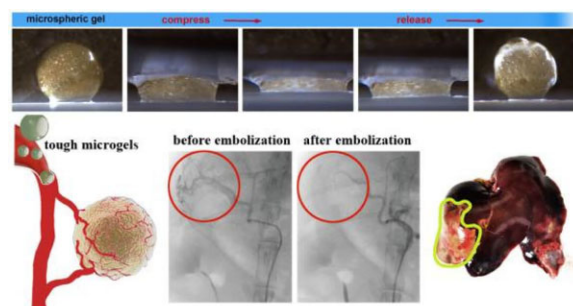 microspheric gel compress release
tough microgels
before embolization after embolization